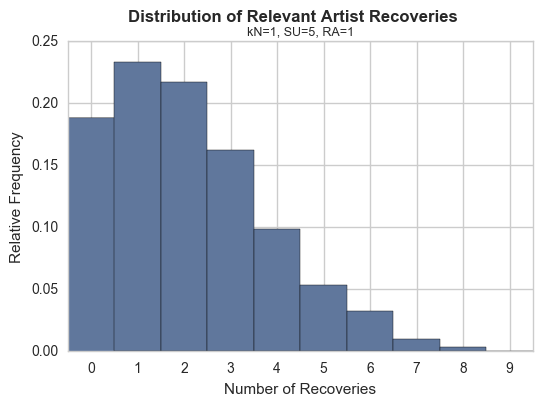 Distribution of Relevant Artist Recoveries
kN=1, SU=5, RA=1
Relative Frequency
0.25
0.20
0.15
0.10
0.05
0.00
0 1 2 3 4 5 6 7 8 9
Number of Recoveries